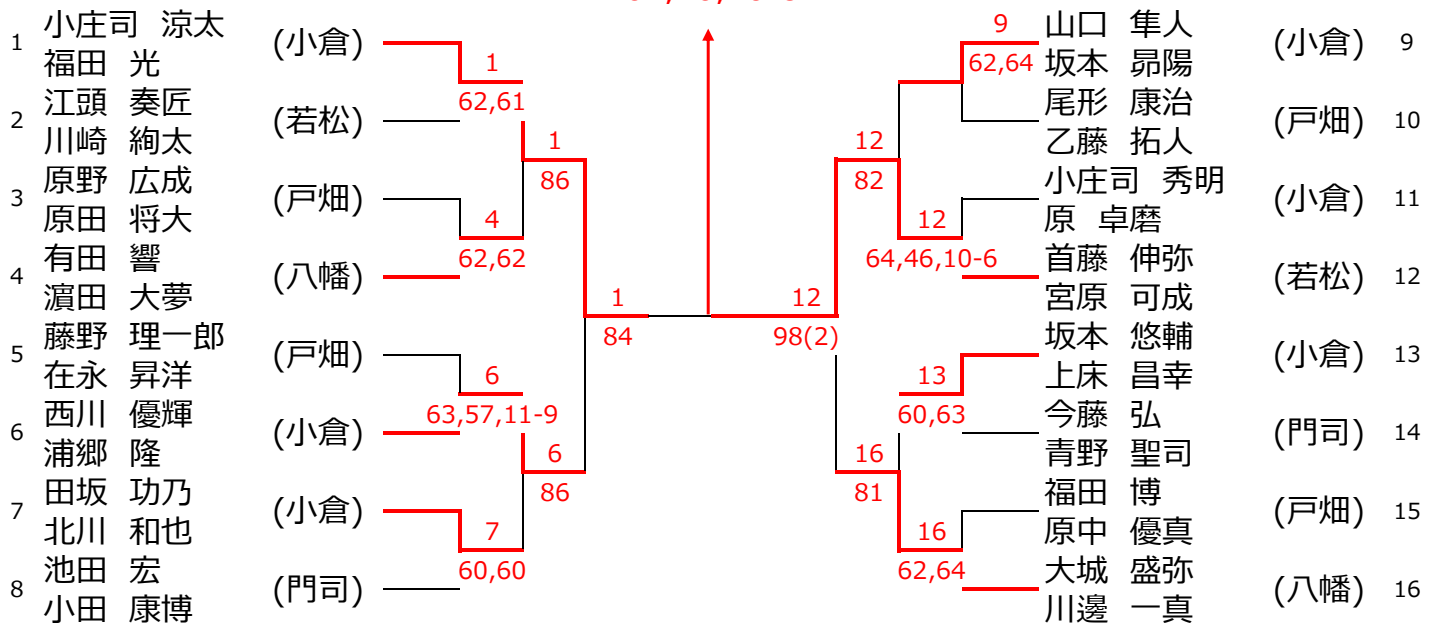 1 小庄司 涼太 (小倉)
福田 光
2 江頭 奏匠 (若松)
川崎 絢太
3 原野 広成 (戸畑)
原田 将大
4 有田 響 (八幡)
濵田 大夢
5 藤野 理一郎 (戸畑)
在永 昇洋
6 西川 優輝 (小倉)
浦郷 隆
7 田坂 功乃 (小倉)
北川 和也
8 池田 宏 (門司)
小田 康博
1
62,61
4
62,62
6
63,57,11-9
7
60,60
1
86
6
86
1
84
12
98(2)
12
82
16
81
9
62,64
12
64,46,10-6
13
60,63
16
62,64
山口 隼人 (小倉) 9
坂本 昴陽
尾形 康治 (戸畑) 10
乙藤 拓人
小庄司 秀明 (小倉) 11
原 卓磨
首藤 伸弥 (若松) 12
宮原 可成
坂本 悠輔 (小倉) 13
上床 昌幸
今藤 弘 (門司) 14
青野 聖司
福田 博 (戸畑) 15
原中 優真
大城 盛弥 (八幡) 16
川邊 一真